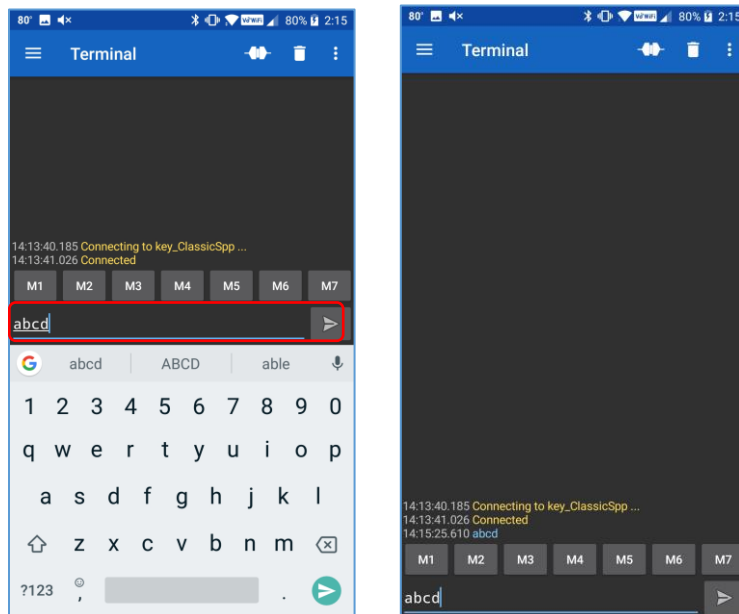 80° VeWiFi 80% 2:15
Terminal
14:13:40.185 Connecting to key_ClassicSpp ...
14:13:41.026 Connected
M1 M2 M3 M4 M5 M6 M7
abcd
G abcd ABCD able
1 2 3 4 5 6 7 8 9 0
q w e r t y u i o p
a s d f g h j k l
z x c v b n m
?123 , .
80° 80% 2:15
Terminal
14:13:40.185 Connecting to key_ClassicSpp ...
14:13:41.026 Connected
14:15:25.610 abcd
M1 M2 M3 M4 M5 M6 M7
abcd